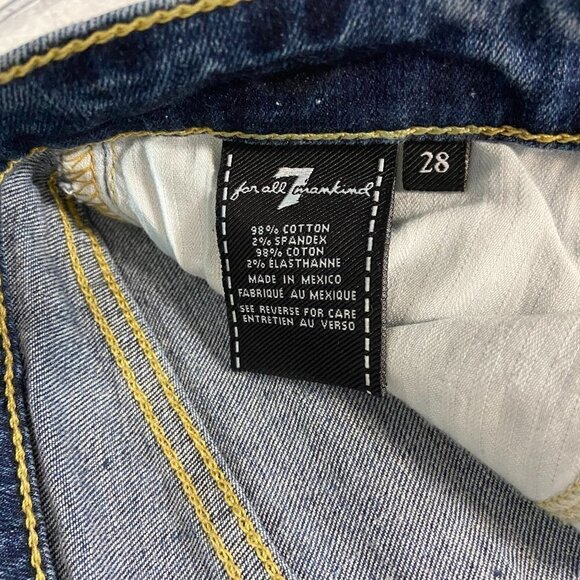 7
for all mankind
28
98% COTTON
2% SPANDEX
98% COTON
2% ÉLASTHANNE
MADE IN MEXICO
FABRIQUÉ AU MEXIQUE
SEE REVERSE FOR CARE
ENTRETIEN AU VERSO